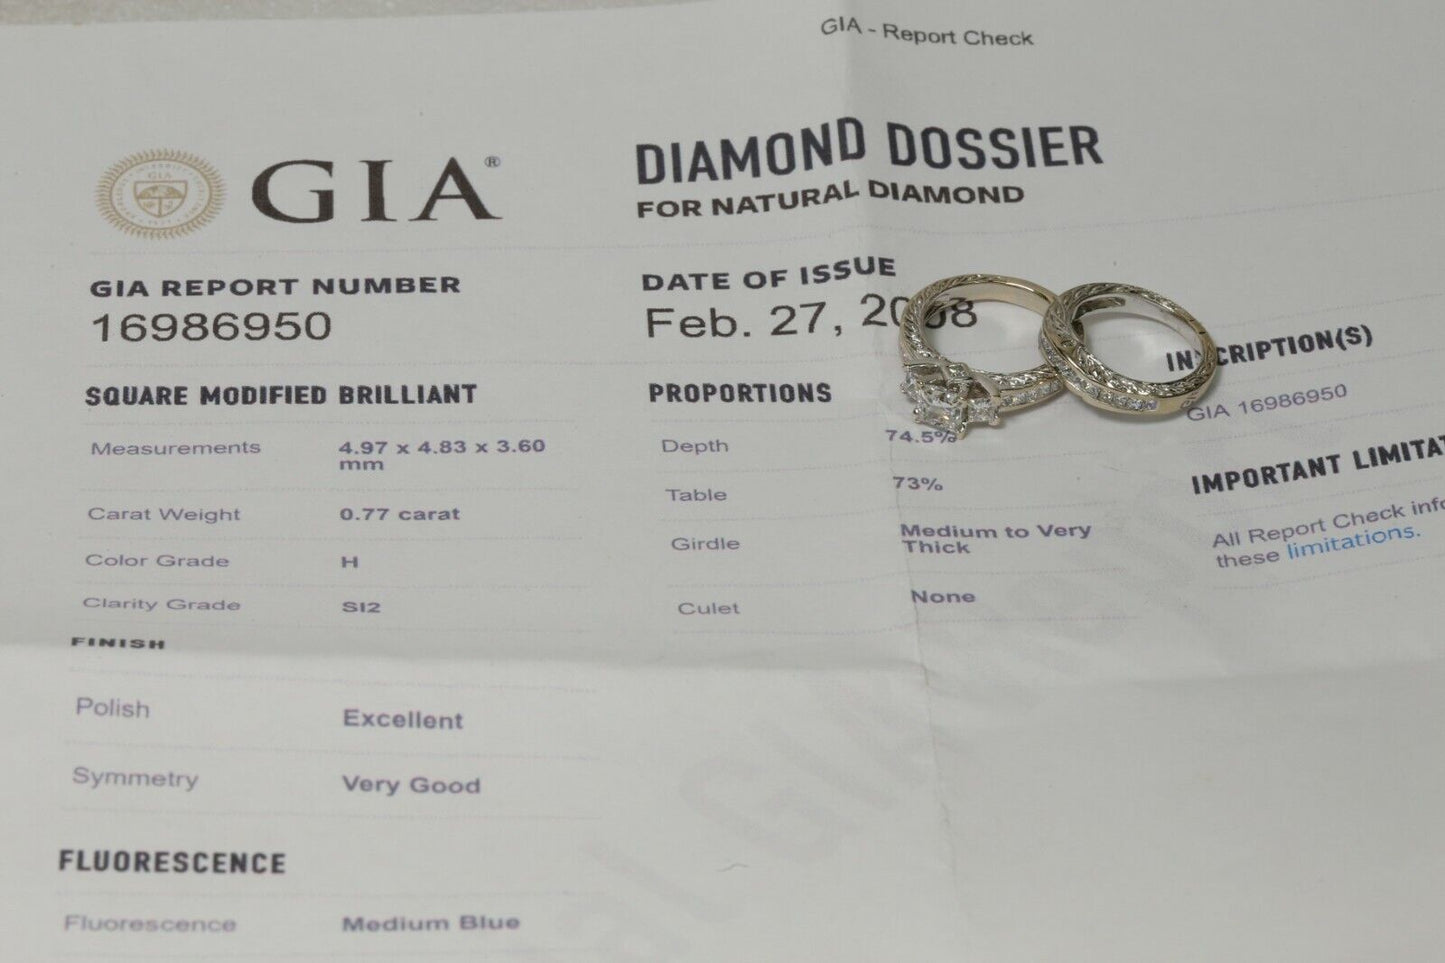 GIA - Report Check
GIA®
DIAMOND DOSSIER
FOR NATURAL DIAMOND
GIA REPORT NUMBER
16986950
DATE OF ISSUE
Feb. 27,
SQUARE MODIFIED BRILLIANT
Measurements 4.97 x 4.83 x 3.60
mm
Carat Weight 0.77 carat
Color Grade H
Clarity Grade SI2
FINISH
Polish Excellent
Symmetry Very Good
FLUORESCENCE
Fluorescence Medium Blue
PROPORTIONS
Depth 74.5%
Table 73%
Girdle Medium to Very
Thick
Culet None
INSCRIPTION(S)
GIA 16986950
IMPORTANT LIMITAT
All Report Check info
these limitations.